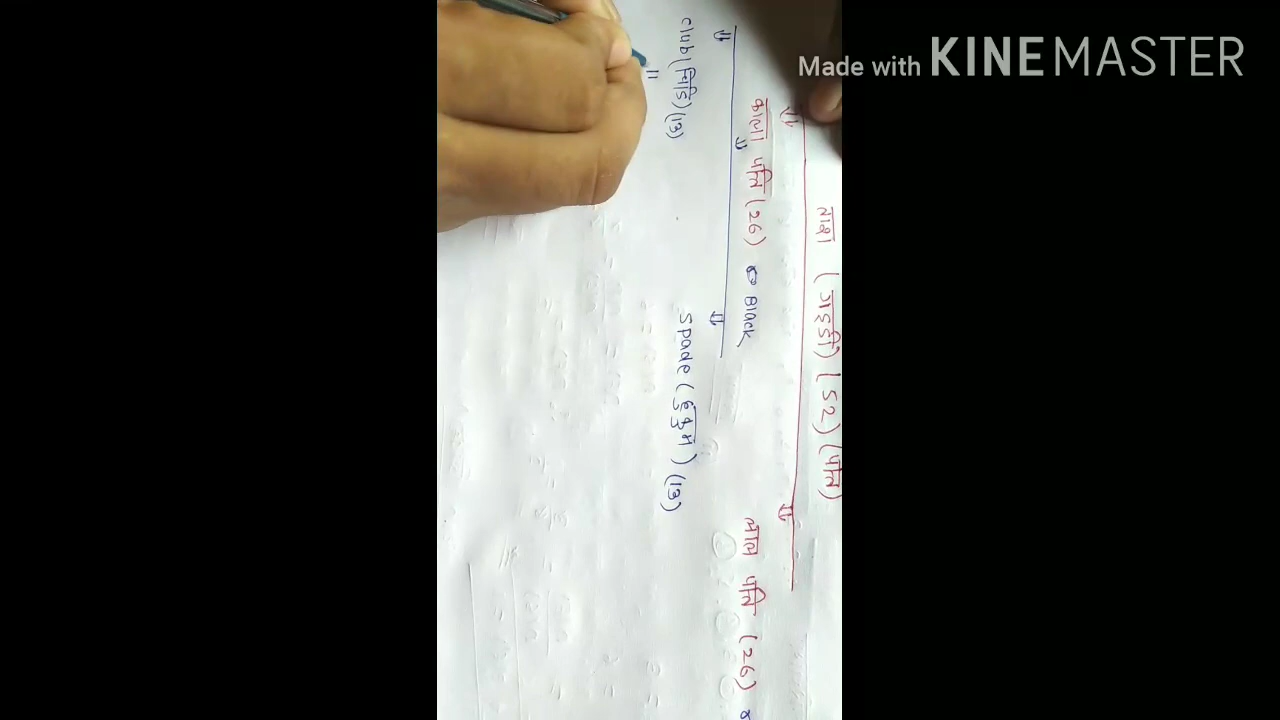 Made with KINEMASTER
ताश (गड्डी) (52) (पत्ति)
काला पत्ति (26) Black
लाल पत्ति (26)
club (चिड़ि) (13)
spade (हुकुम) (13)